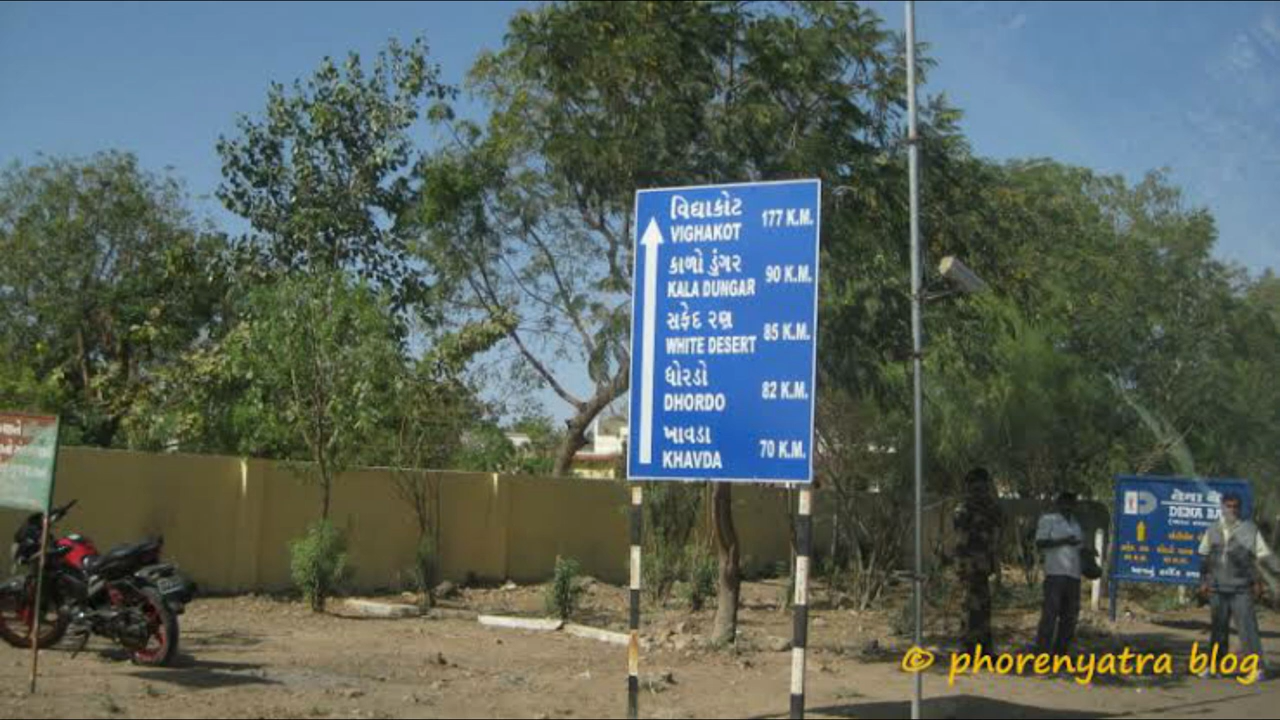 વિઘાકોટ
VIGHAKOT 177 K.M.
કાળો ડુંગર
KALA DUNGAR 90 K.M.
સફેદ રણ
WHITE DESERT 85 K.M.
ધોરડો
DHORDO 82 K.M.
ખાવડા
KHAVDA 70 K.M.
દેના
DENA
© phorenyatra blog